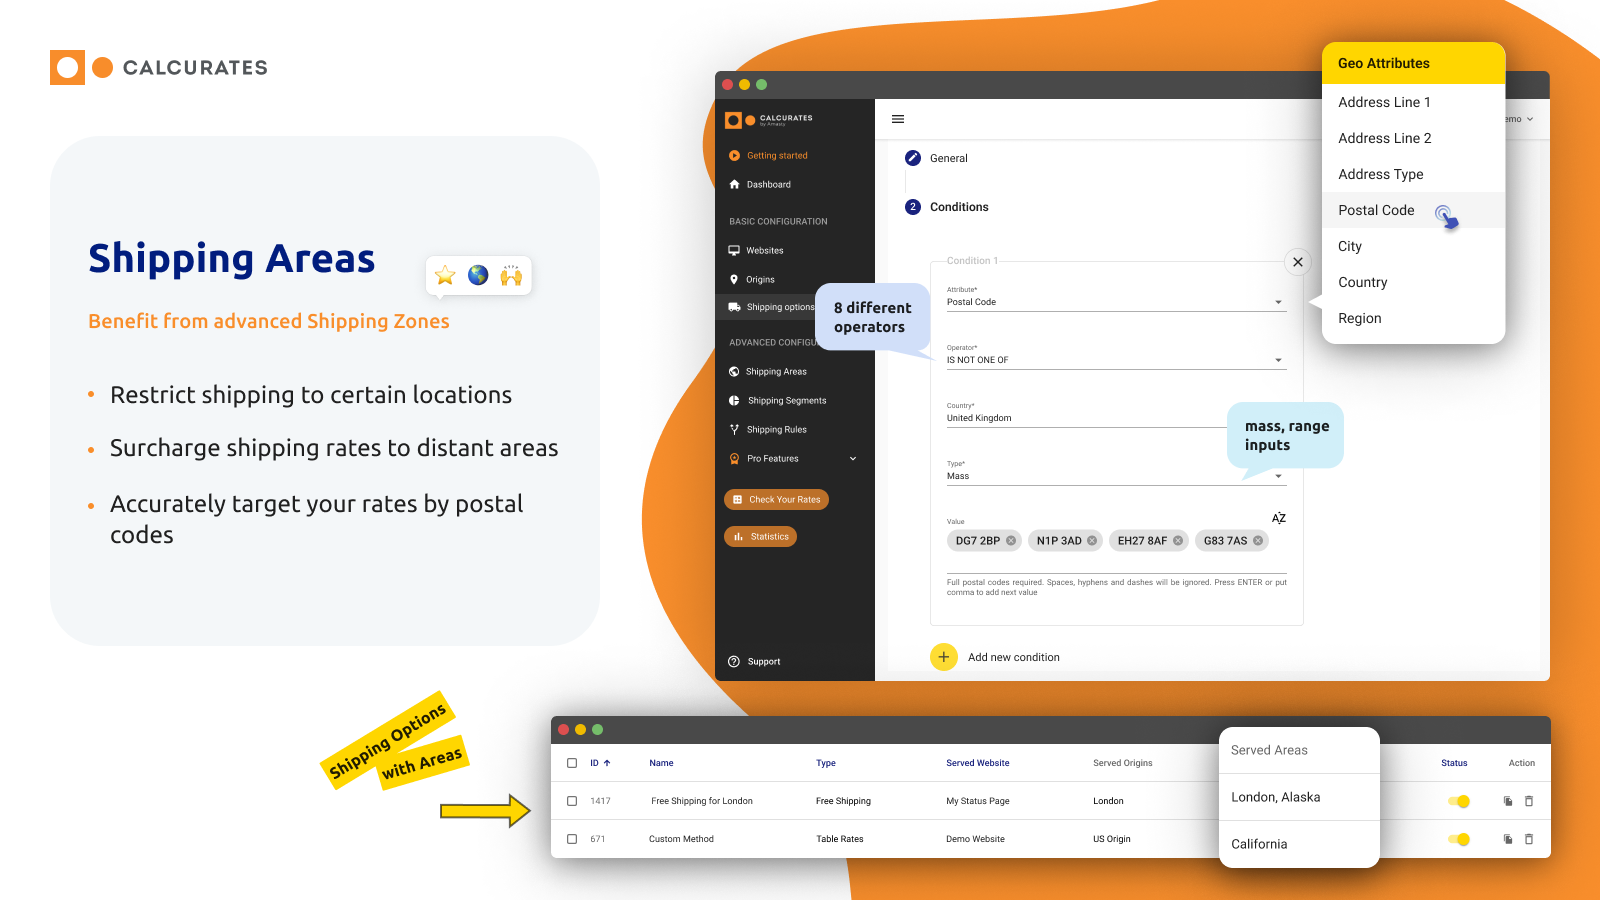 CALCURATES
Shipping Areas
Benefit from advanced Shipping Zones
Restrict shipping to certain locations
Surcharge shipping rates to distant areas
Accurately target your rates by postal
codes
CALCURATES
by Amasty
Getting started
Dashboard
BASIC CONFIGURATION
Websites
Origins
Shipping options
ADVANCED CONFIGU
Shipping Areas
Shipping Segments
Shipping Rules
Pro Features
Check Your Rates
Statistics
Support
emo
General
2 Conditions
Condition 1
Attribute*
Postal Code
Operator*
IS NOT ONE OF
Country*
United Kingdom
Type*
Mass
AZ
Value
DG7 2BP N1P 3AD EH27 8AF G83 7AS
Full postal codes required. Spaces, hyphens and dashes will be ignored. Press ENTER or put
comma to add next value
Add new condition
8 different
operators
mass, range
inputs
Geo Attributes
Address Line 1
Address Line 2
Address Type
Postal Code
City
Country
Region
Shipping Options
with Areas
ID Name Type Served Website Served Origins Served Areas Status Action
1417 Free Shipping for London Free Shipping My Status Page London London, Alaska
671 Custom Method Table Rates Demo Website US Origin California